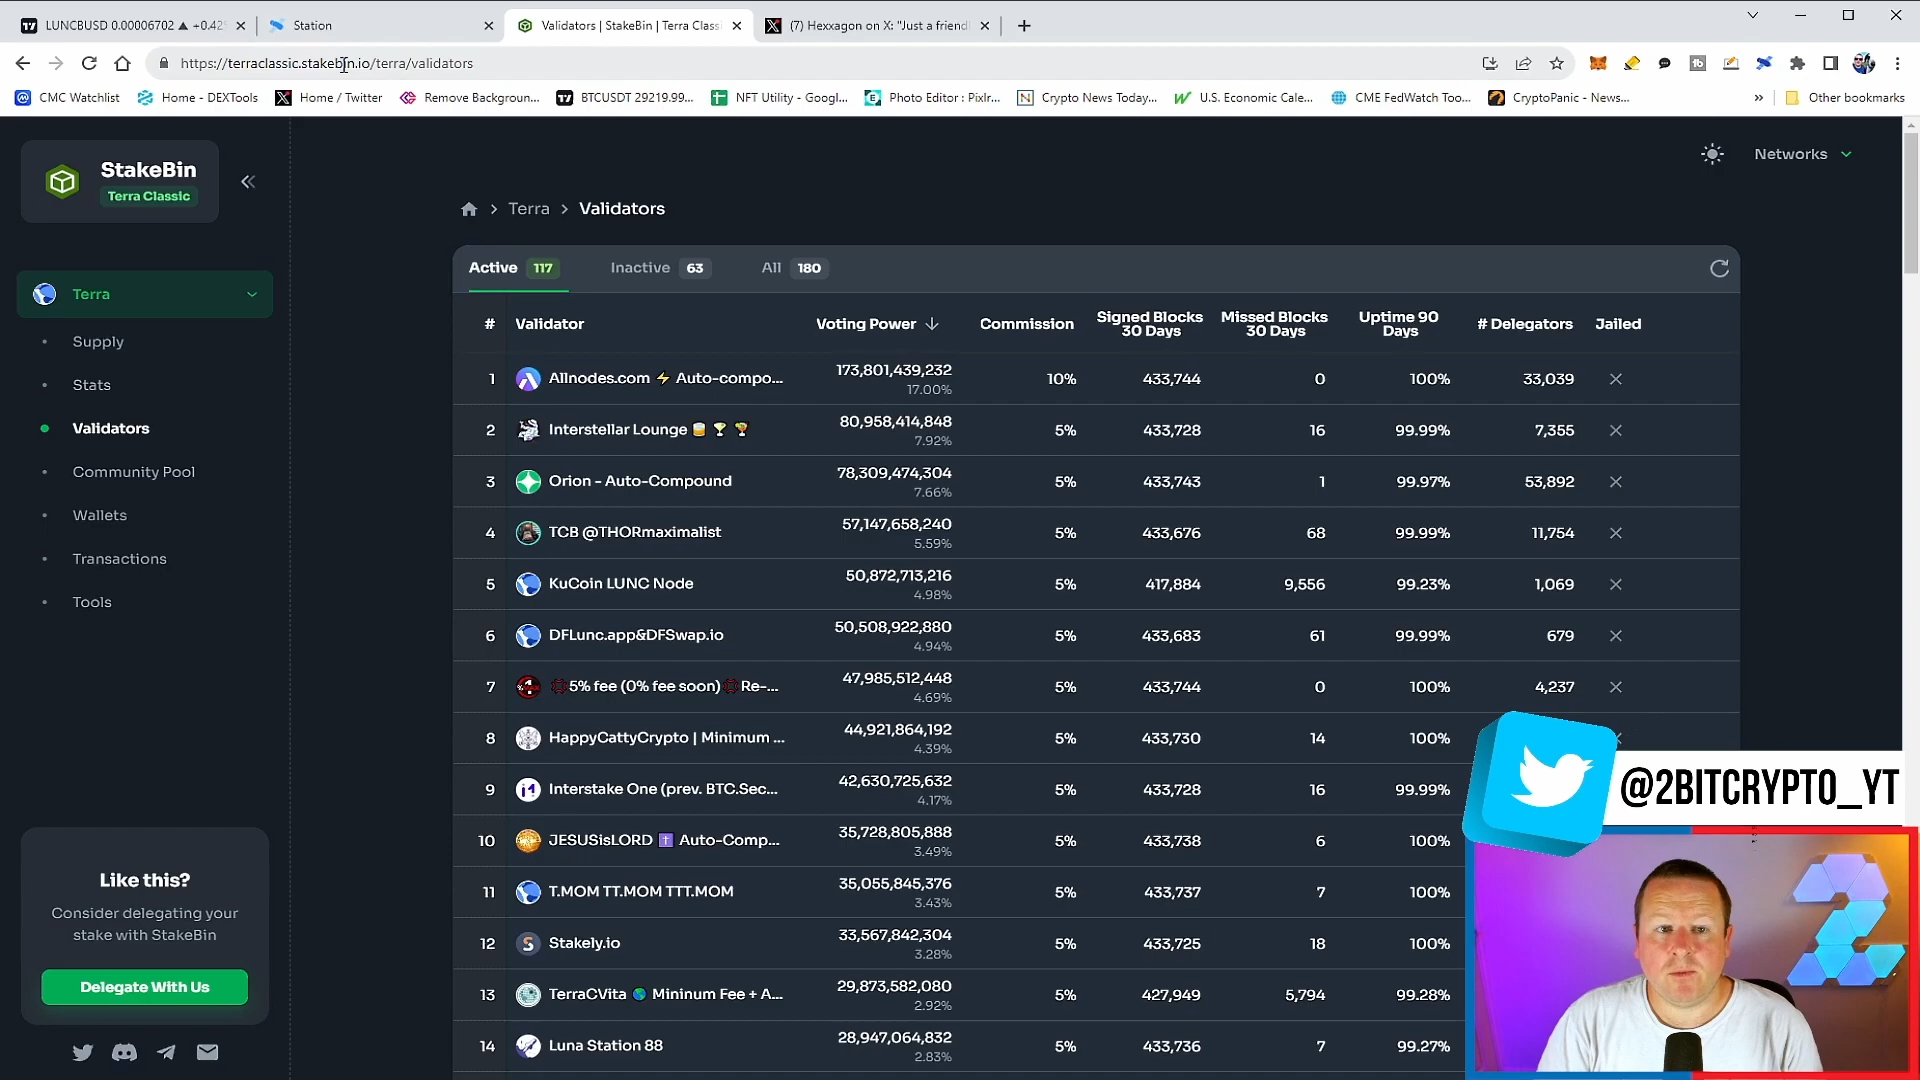 LUNCBUSD 0.00006702 ▲ +0.42
Station
Validators | StakeBin | Terra Class
(7) Hexxagon on X: "Just a friend
https://terraclassic.stakebin.io/terra/validators
CMC Watchlist
Home - DEXTools
Home / Twitter
Remove Backgroun...
BTCUSDT 29219.99...
NFT Utility - Googl...
Photo Editor : Pixlr...
Crypto News Today...
U.S. Economic Cale...
CME FedWatch Too...
CryptoPanic - News...
»
Other bookmarks
StakeBin
Terra Classic
Networks
Terra > Validators
Terra
Supply
Stats
Validators
Community Pool
Wallets
Transactions
Tools
Like this?
Consider delegating your
stake with StakeBin
Delegate With Us
Active 117 Inactive 63 All 180
# Validator Voting Power Commission Signed Blocks 30 Days Missed Blocks 30 Days Uptime 90 Days # Delegators Jailed
1 Allnodes.com ⚡ Auto-compo... 173,801,439,232 17.00% 10% 433,744 0 100% 33,039
2 Interstellar Lounge 80,958,414,848 7.92% 5% 433,728 16 99.99% 7,355
3 Orion - Auto-Compound 78,309,474,304 7.66% 5% 433,743 1 99.97% 53,892
4 TCB @THORmaximalist 57,147,658,240 5.59% 5% 433,676 68 99.99% 11,754
5 KuCoin LUNC Node 50,872,713,216 4.98% 5% 417,884 9,556 99.23% 1,069
6 DFLunc.app&DFSwap.io 50,508,922,880 4.94% 5% 433,683 61 99.99% 679
7 💢5% fee (0% fee soon)💢Re-... 47,985,512,448 4.69% 5% 433,744 0 100% 4,237
8 HappyCattyCrypto | Minimum ... 44,921,864,192 4.39% 5% 433,730 14 100%
9 Interstake One (prev. BTC.Sec... 42,630,725,632 4.17% 5% 433,728 16 99.99%
10 JESUSisLORD ✝️ Auto-Comp... 35,728,805,888 3.49% 5% 433,738 6 100%
11 T.MOM TT.MOM TTT.MOM 35,055,845,376 3.43% 5% 433,737 7 100%
12 Stakely.io 33,567,842,304 3.28% 5% 433,725 18 100%
13 TerraCVita 🌎 Mininum Fee + A... 29,873,582,080 2.92% 5% 427,949 5,794 99.28%
14 Luna Station 88 28,947,064,832 2.83% 5% 433,736 7 99.27%
@2BITCRYPTO_YT